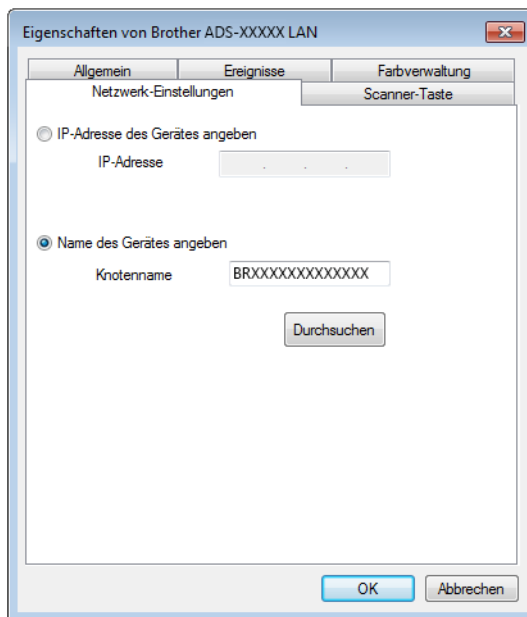 Eigenschaften von Brother ADS-XXXXX LAN
Allgemein Ereignisse Farbverwaltung
Netzwerk-Einstellungen Scanner-Taste
IP-Adresse des Gerätes angeben
IP-Adresse . . .
Name des Gerätes angeben
Knotenname BRXXXXXXXXXXXXX
Durchsuchen
OK Abbrechen